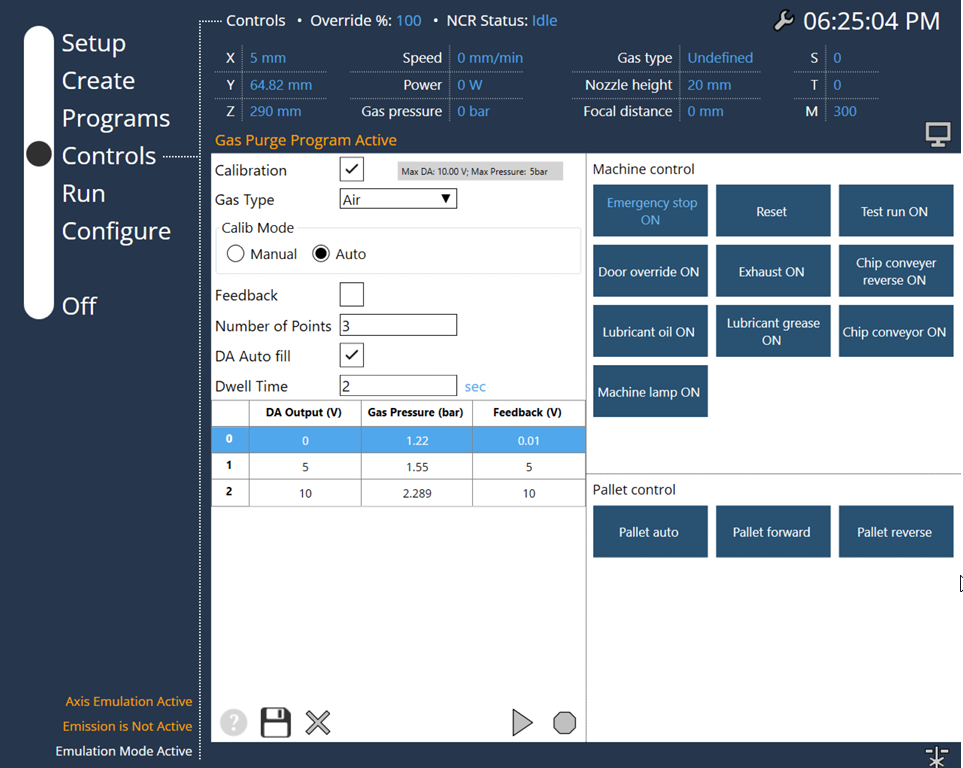 Controls • Override %: 100 • NCR Status: Idle
06:25:04 PM
Setup
Create
Programs
Controls
Run
Configure
Off
X 5 mm Speed 0 mm/min Gas type Undefined S 0
Y 64.82 mm Power 0 W Nozzle height 20 mm T 0
Z 290 mm Gas pressure 0 bar Focal distance 0 mm M 300
Gas Purge Program Active
Calibration Max DA: 10.00 V; Max Pressure: 5bar
Gas Type Air
Calib Mode
Manual Auto
Feedback
Number of Points 3
DA Auto fill
Dwell Time 2 sec
DA Output (V) Gas Pressure (bar) Feedback (V)
0 0 1.22 0.01
1 5 1.55 5
2 10 2.289 10
?
Machine control
Emergency stop
ON
Reset
Test run ON
Door override ON
Exhaust ON
Chip conveyer
reverse ON
Lubricant oil ON
Lubricant grease
ON
Chip conveyor ON
Machine lamp ON
Pallet control
Pallet auto
Pallet forward
Pallet reverse
Axis Emulation Active
Emission is Not Active
Emulation Mode Active